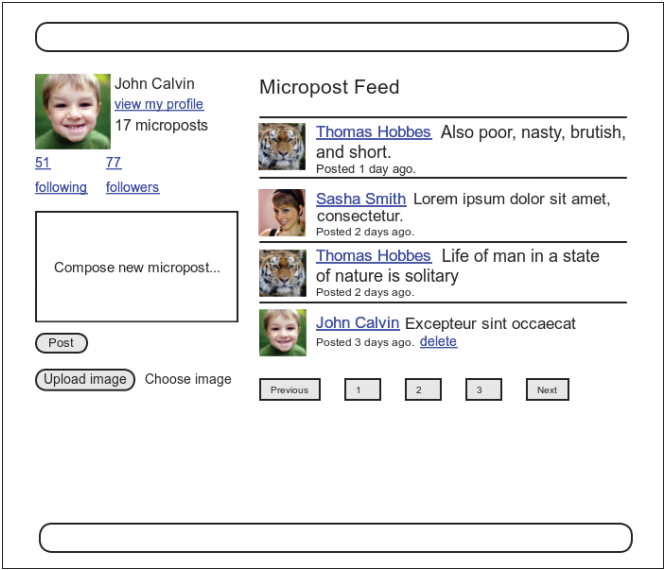 John Calvin
view my profile
17 microposts
51 77
following followers
Compose new micropost...
Post
Upload image Choose image
Micropost Feed
Thomas Hobbes Also poor, nasty, brutish,
and short.
Posted 1 day ago.
Sasha Smith Lorem ipsum dolor sit amet,
consectetur.
Posted 2 days ago.
Thomas Hobbes Life of man in a state
of nature is solitary
Posted 2 days ago.
John Calvin Excepteur sint occaecat
Posted 3 days ago. delete
Previous 1 2 3 Next